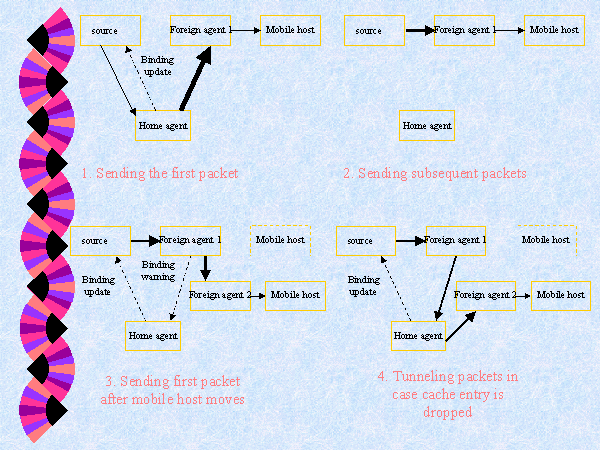 source
Foreign agent 1
Mobile host
Binding
update
Home agent
1. Sending the first packet
source
Foreign agent 1
Mobile host
Home agent
2. Sending subsequent packets
source
Foreign agent 1
Mobile host
Binding
warning
Binding
update
Foreign agent 2
Mobile host
Home agent
3. Sending first packet
after mobile host moves
source
Foreign agent 1
Mobile host
Binding
update
Foreign agent 2
Mobile host
Home agent
4. Tunneling packets in
case cache entry is
dropped